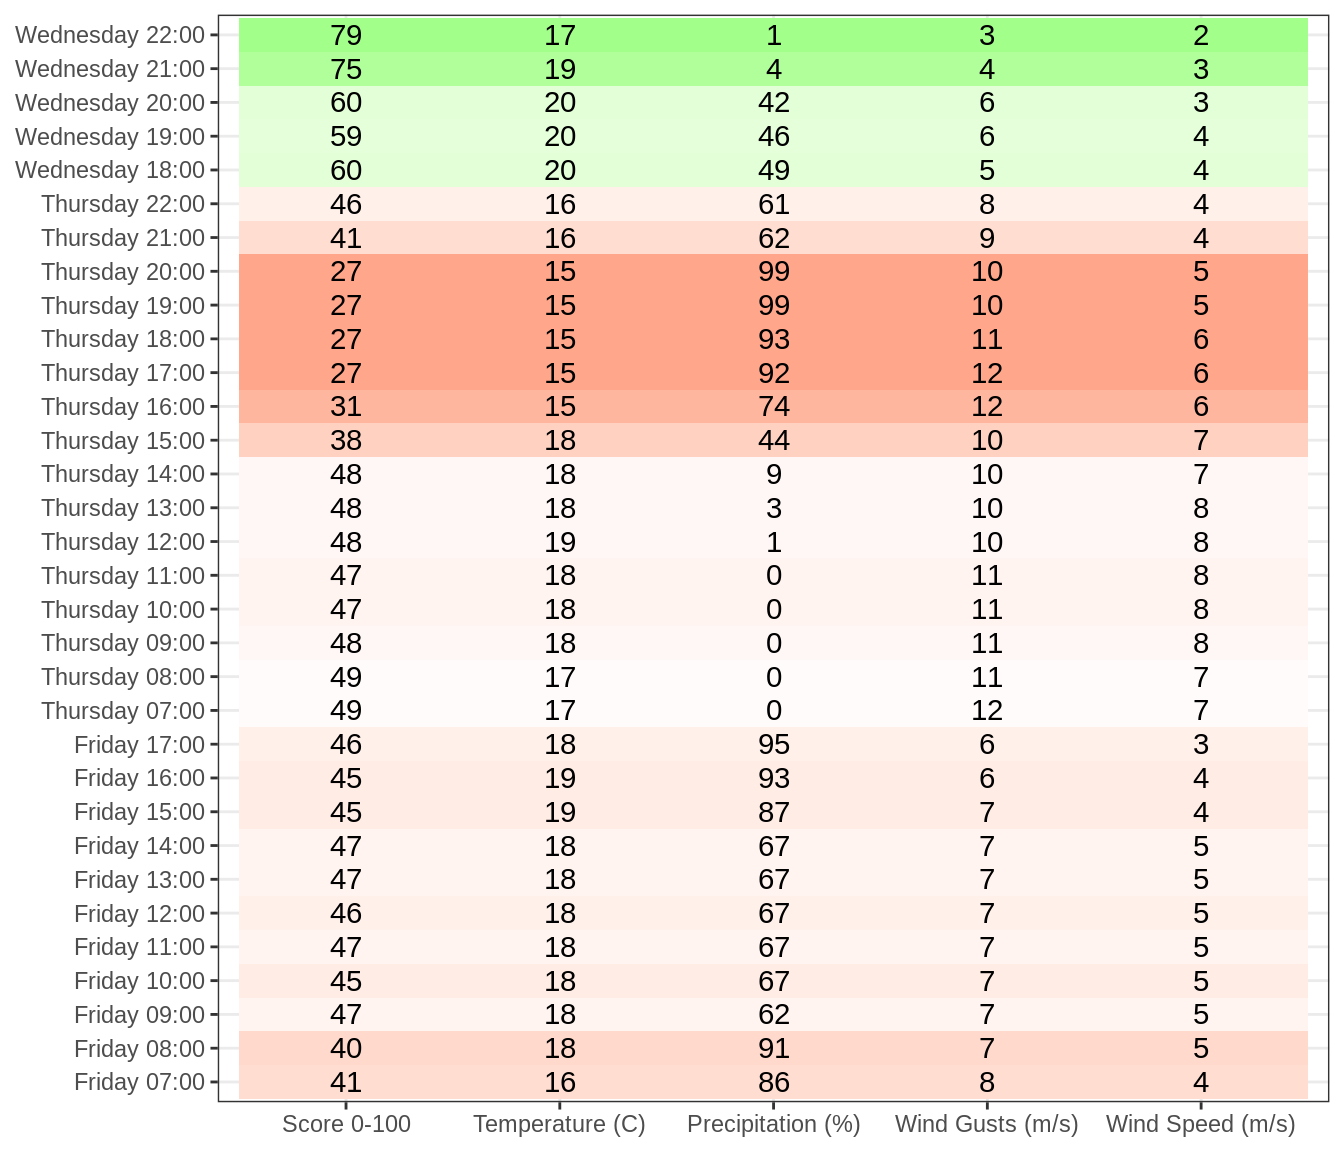 Wednesday 22:00 79 17 1 3 2
Wednesday 21:00 75 19 4 4 3
Wednesday 20:00 60 20 42 6 3
Wednesday 19:00 59 20 46 6 4
Wednesday 18:00 60 20 49 5 4
Thursday 22:00 46 16 61 8 4
Thursday 21:00 41 16 62 9 4
Thursday 20:00 27 15 99 10 5
Thursday 19:00 27 15 99 10 5
Thursday 18:00 27 15 93 11 6
Thursday 17:00 27 15 92 12 6
Thursday 16:00 31 15 74 12 6
Thursday 15:00 38 18 44 10 7
Thursday 14:00 48 18 9 10 7
Thursday 13:00 48 18 3 10 8
Thursday 12:00 48 19 1 10 8
Thursday 11:00 47 18 0 11 8
Thursday 10:00 47 18 0 11 8
Thursday 09:00 48 18 0 11 8
Thursday 08:00 49 17 0 11 7
Thursday 07:00 49 17 0 12 7
Friday 17:00 46 18 95 6 3
Friday 16:00 45 19 93 6 4
Friday 15:00 45 19 87 7 4
Friday 14:00 47 18 67 7 5
Friday 13:00 47 18 67 7 5
Friday 12:00 46 18 67 7 5
Friday 11:00 47 18 67 7 5
Friday 10:00 45 18 67 7 5
Friday 09:00 47 18 62 7 5
Friday 08:00 40 18 91 7 5
Friday 07:00 41 16 86 8 4
Score 0-100 Temperature (C) Precipitation (%) Wind Gusts (m/s) Wind Speed (m/s)